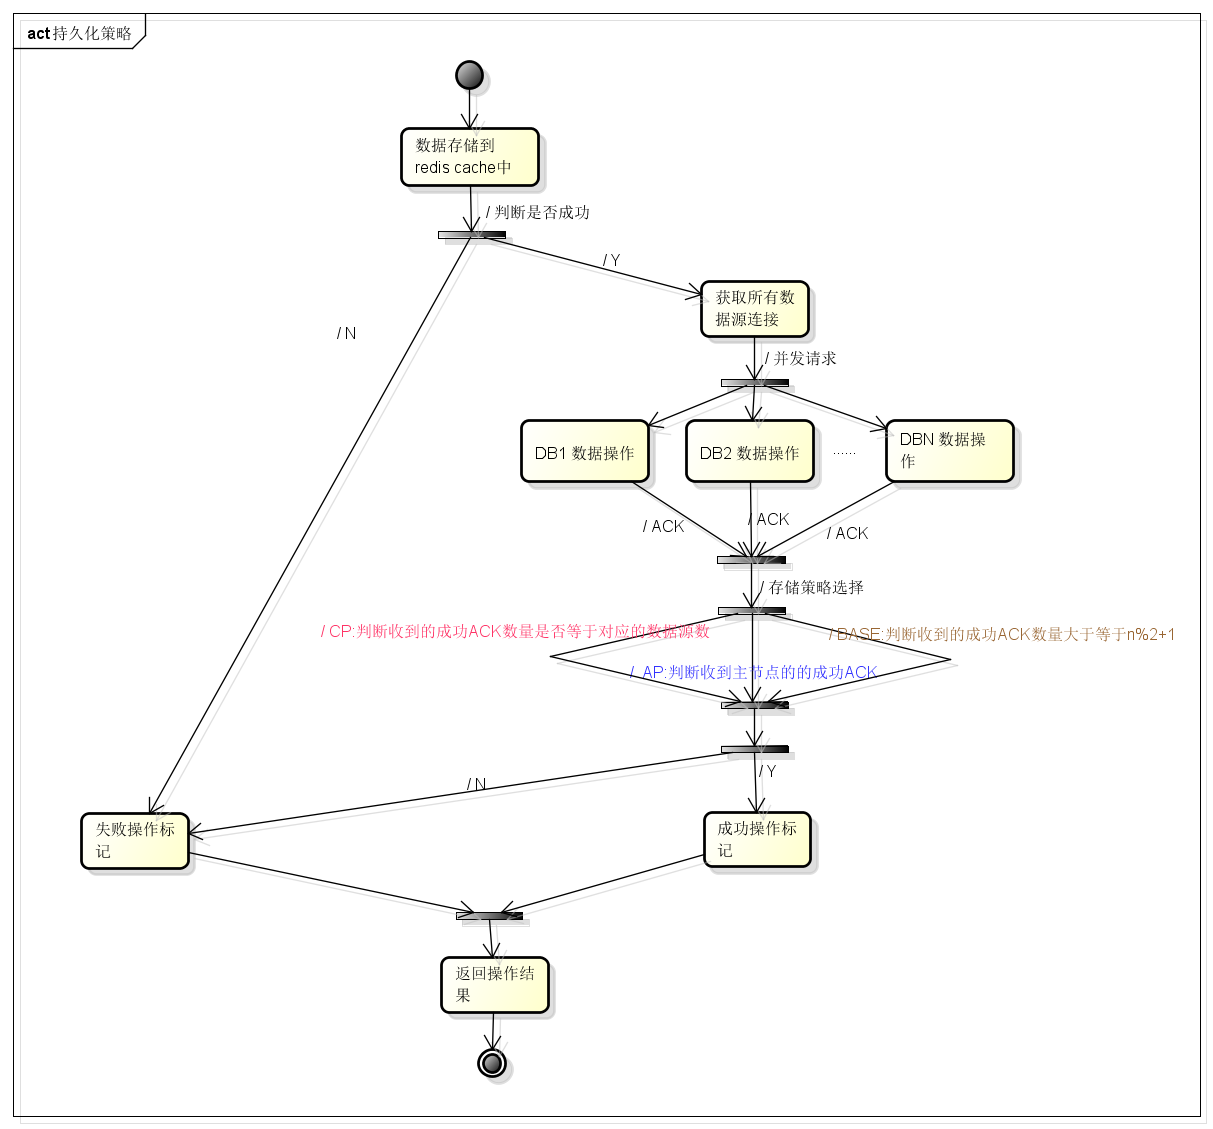 act 持久化策略
数据存储到
redis cache中
/ 判断是否成功
/ Y
/ N
获取所有数
据源连接
/ 并发请求
DB1 数据操作
DB2 数据操作
......
DBN 数据操
作
/ ACK
/ ACK
/ ACK
/ 存储策略选择
/ CP:判断收到的成功ACK数量是否等于对应的数据源数
/ BASE:判断收到的成功ACK数量大于等于n%2+1
/ AP:判断收到主节点的的成功ACK
/ Y
/ N
失败操作标
记
成功操作标
记
返回操作结
果